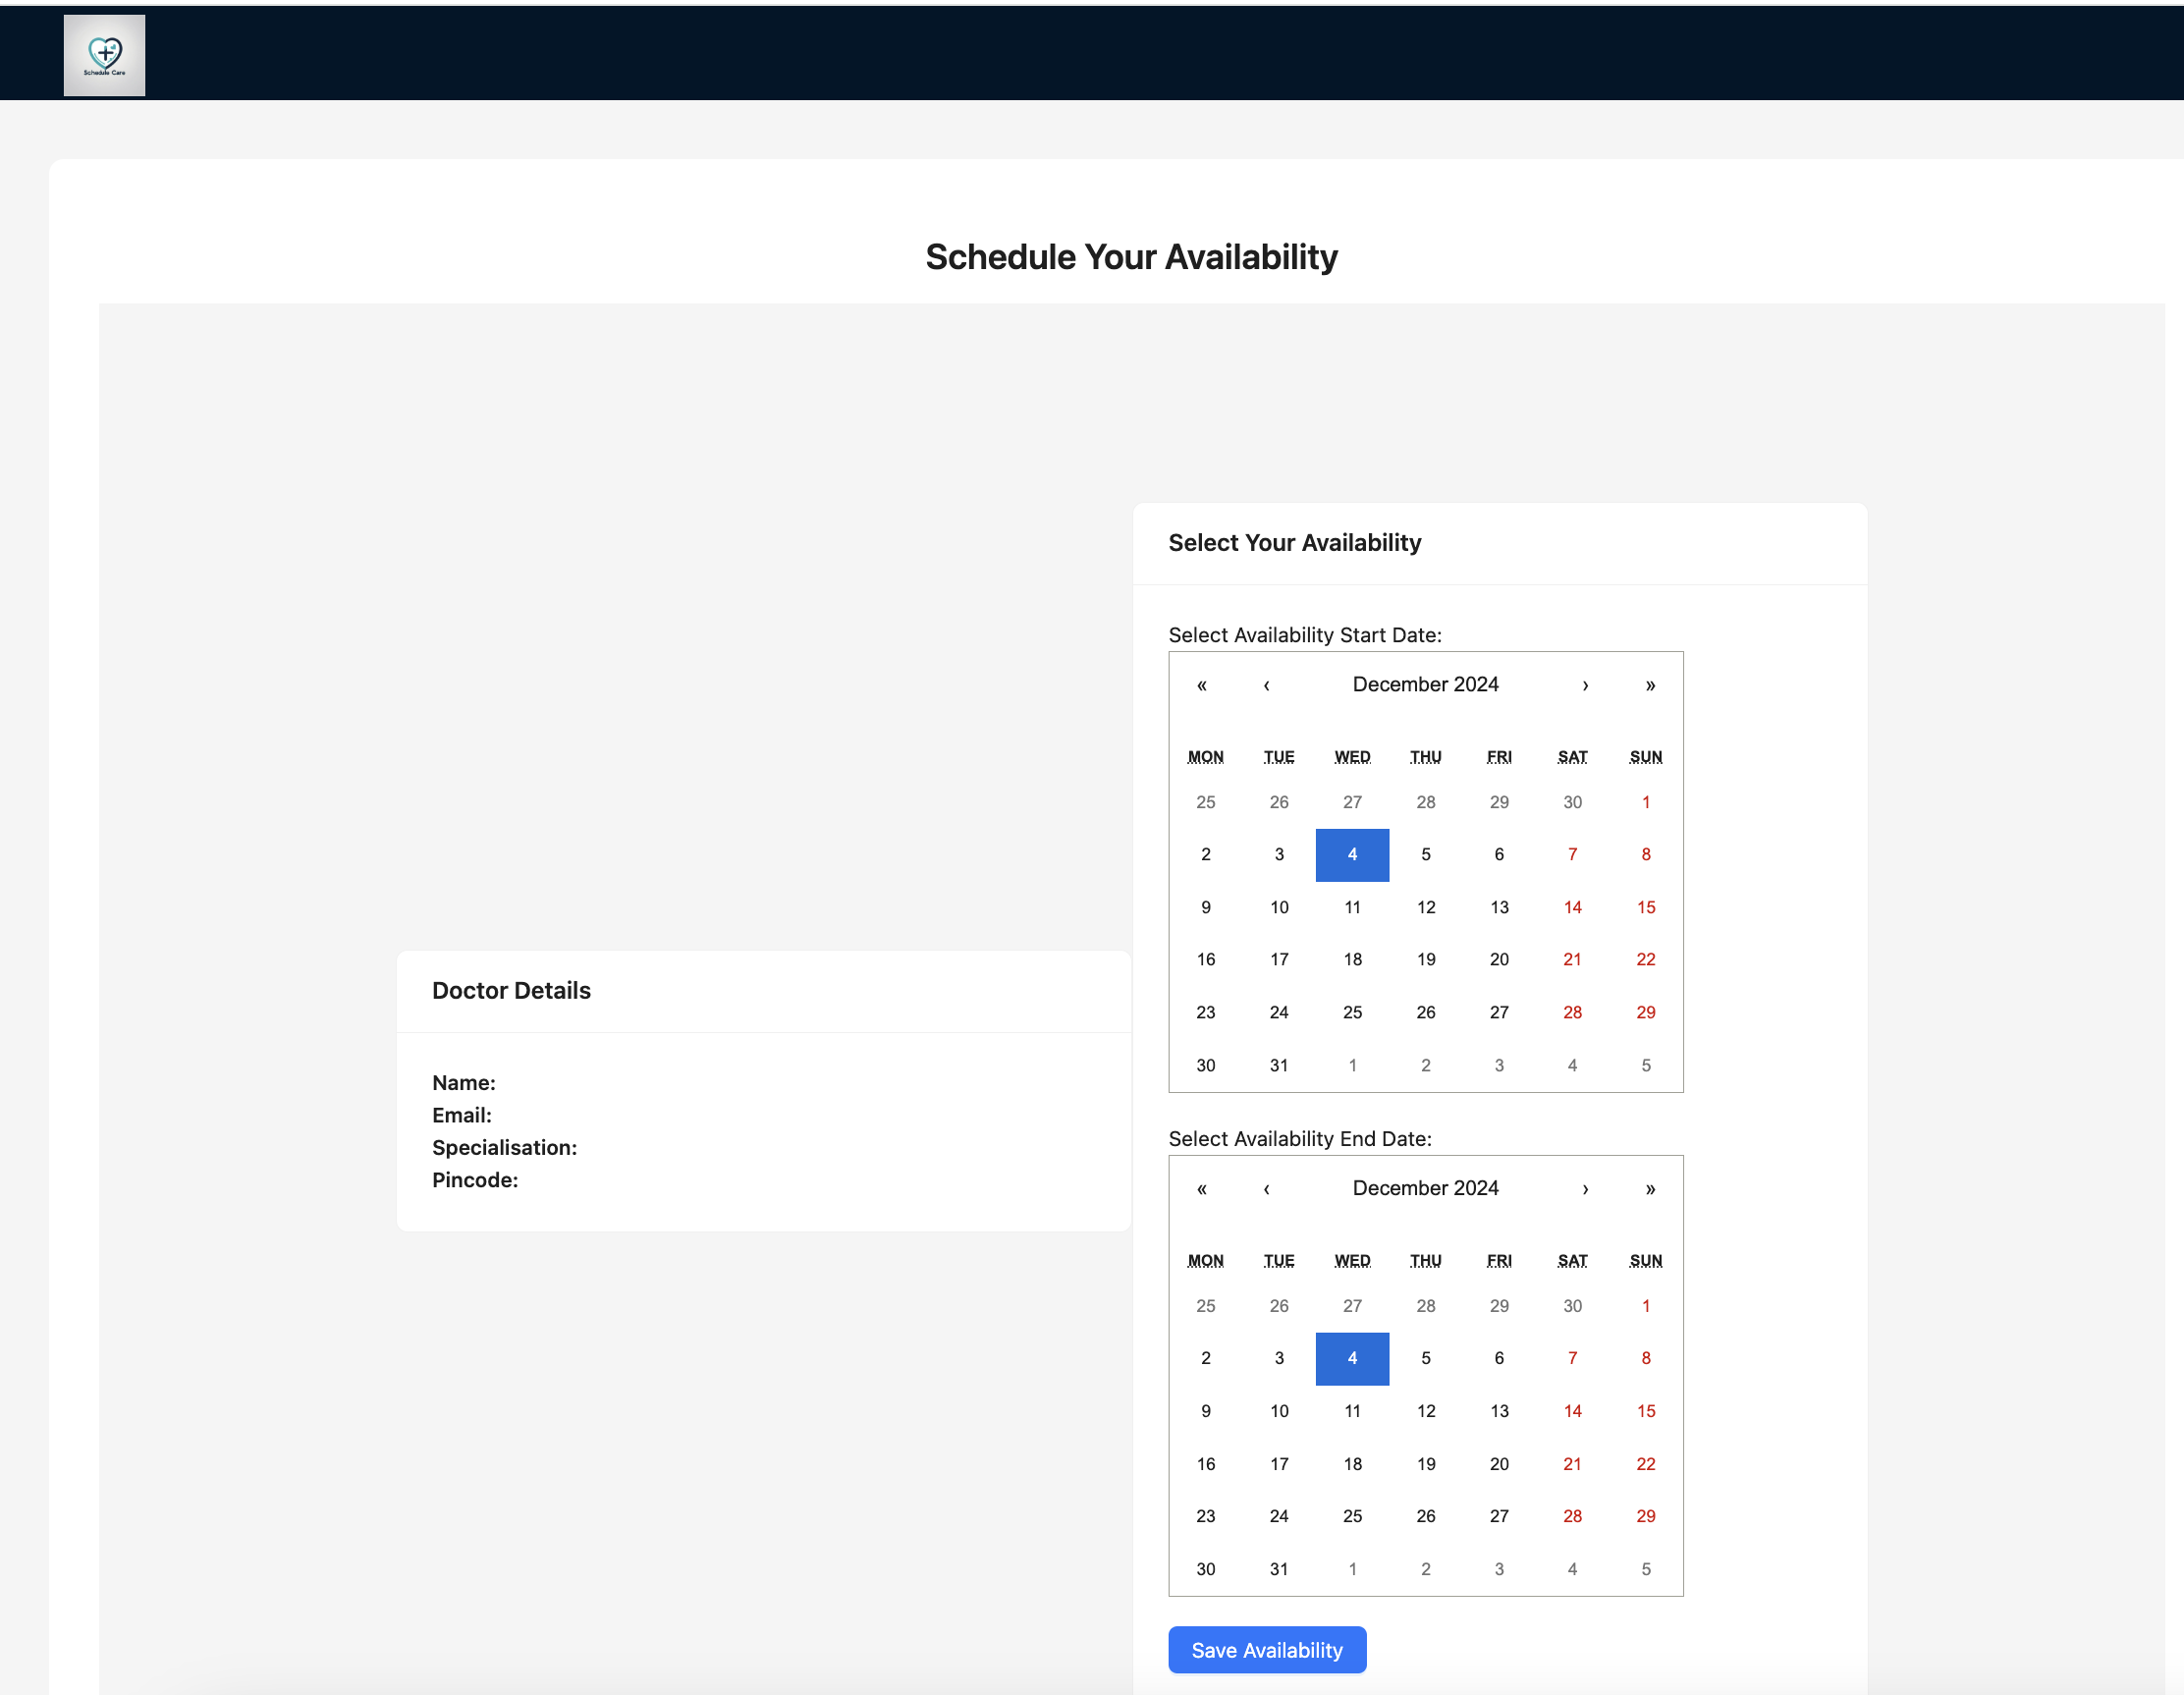 Schedule Care
Schedule Your Availability
Doctor Details
Name:
Email:
Specialisation:
Pincode:
Select Your Availability
Select Availability Start Date:
« ‹ December 2024 › »
MON TUE WED THU FRI SAT SUN
25 26 27 28 29 30 1
2 3 4 5 6 7 8
9 10 11 12 13 14 15
16 17 18 19 20 21 22
23 24 25 26 27 28 29
30 31 1 2 3 4 5
Select Availability End Date:
« ‹ December 2024 › »
MON TUE WED THU FRI SAT SUN
25 26 27 28 29 30 1
2 3 4 5 6 7 8
9 10 11 12 13 14 15
16 17 18 19 20 21 22
23 24 25 26 27 28 29
30 31 1 2 3 4 5
Save Availability